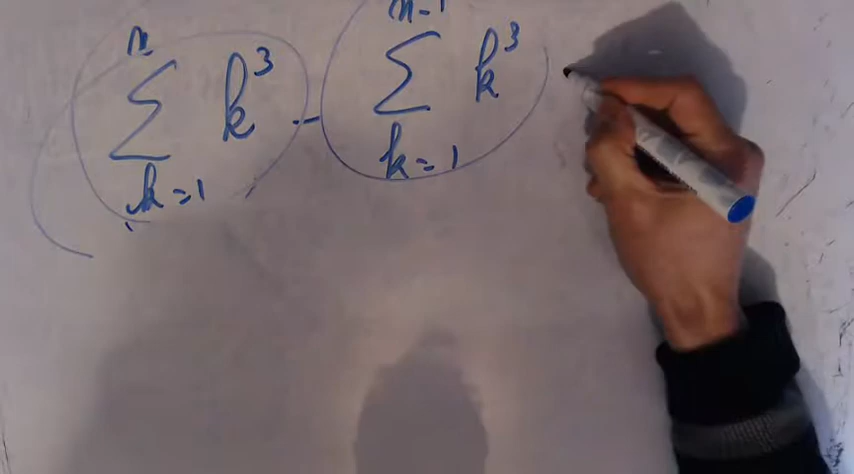 n n-1
∑ k³ - ∑ k³
k=1 k=1